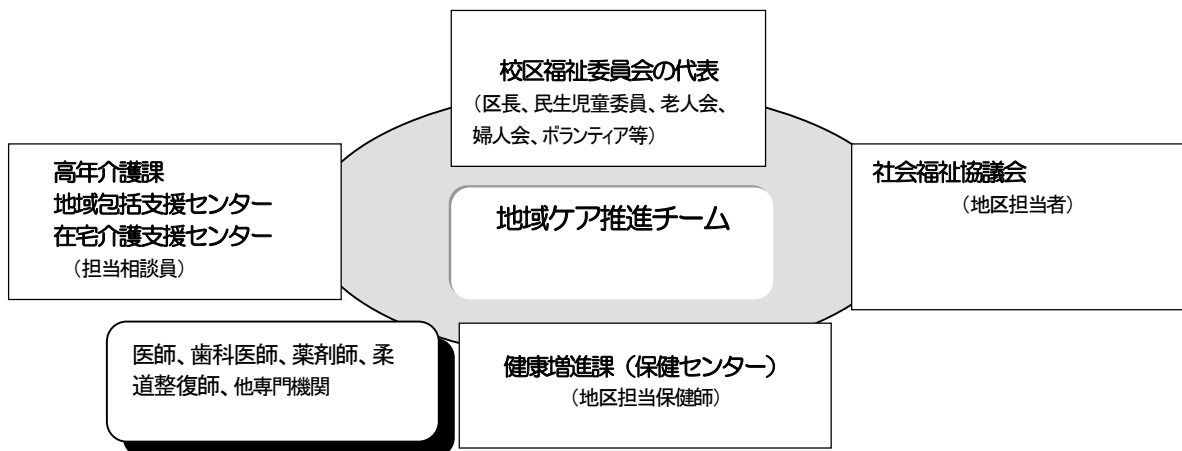 校区福祉委員会の代表
（区長、民生児童委員、老人会、
婦人会、ボランティア等）
高年介護課
地域包括支援センター
在宅介護支援センター
（担当相談員）
地域ケア推進チーム
社会福祉協議会
（地区担当者）
医師、歯科医師、薬剤師、柔
道整復師、他専門機関
健康増進課（保健センター）
（地区担当保健師）